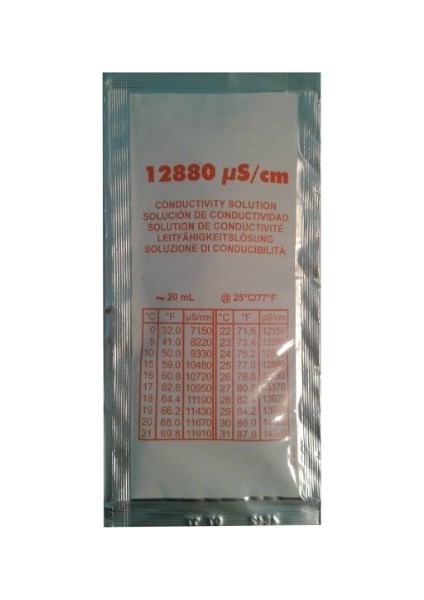 12880 µS/cm
CONDUCTIVITY SOLUTION
SOLUCIÓN DE CONDUCTIVIDAD
SOLUTION DE CONDUCTIVITÉ
LEITFÄHIGKEITSLÖSUNG
SOLUZIONE DI CONDUCIBILITÀ
~ 20 mL @ 25°C/77°F
°C °F µS/cm °C °F µS/cm
0 32.0 7150 22 71.6 12150
5 41.0 8220 23 73.4
10 50.0 9330 24 75.2
15 59.0 10480 25 77.0 12880
16 60.8 10720 26 78.8
17 62.6 10950 27 80.6 13370
18 64.4 11190 28
19 66.2 11430 29 84.2
20 68.0 11670 30 86.0
21 69.8 11910 31 87.8